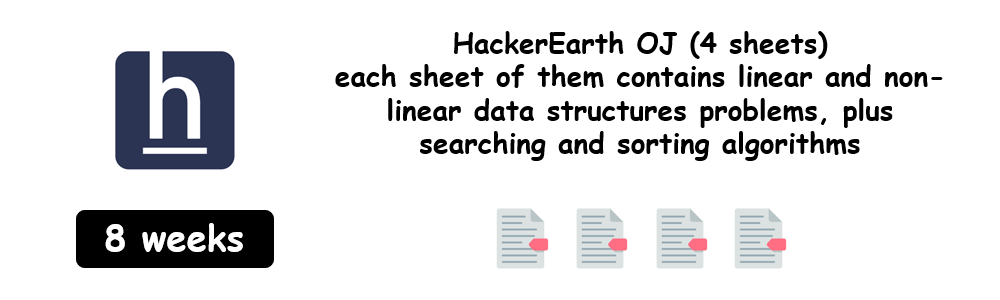 h
HackerEarth OJ (4 sheets)
each sheet of them contains linear and non-
linear data structures problems, plus
searching and sorting algorithms
8 weeks